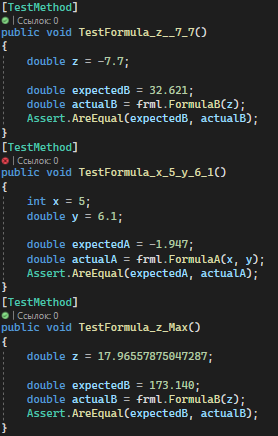 [TestMethod]
| Ссылок: 0
public void TestFormula_z__7_7()
{
double z = -7.7;
double expectedB = 32.621;
double actualB = frml.FormulaB(z);
Assert.AreEqual(expectedB, actualB);
}
[TestMethod]
| Ссылок: 0
public void TestFormula_x_5_y_6_1()
{
int x = 5;
double y = 6.1;
double expectedA = -1.947;
double actualA = frml.FormulaA(x, y);
Assert.AreEqual(expectedA, actualA);
}
[TestMethod]
| Ссылок: 0
public void TestFormula_z_Max()
{
double z = 17.96557875047287;
double expectedB = 173.140;
double actualB = frml.FormulaB(z);
Assert.AreEqual(expectedB, actualB);
}